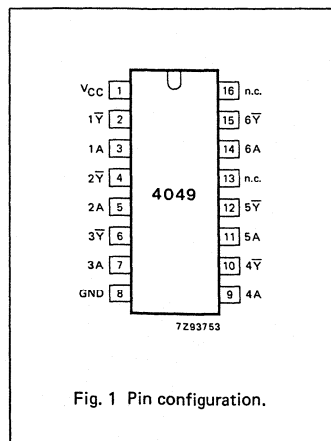 VCC 1 16 n.c.
1Y̅ 2 15 6Y̅
1A 3 14 6A
2Y̅ 4 13 n.c.
4049
2A 5 12 5Y̅
3Y̅ 6 11 5A
3A 7 10 4Y̅
GND 8 9 4A
7Z93753
Fig. 1 Pin configuration.